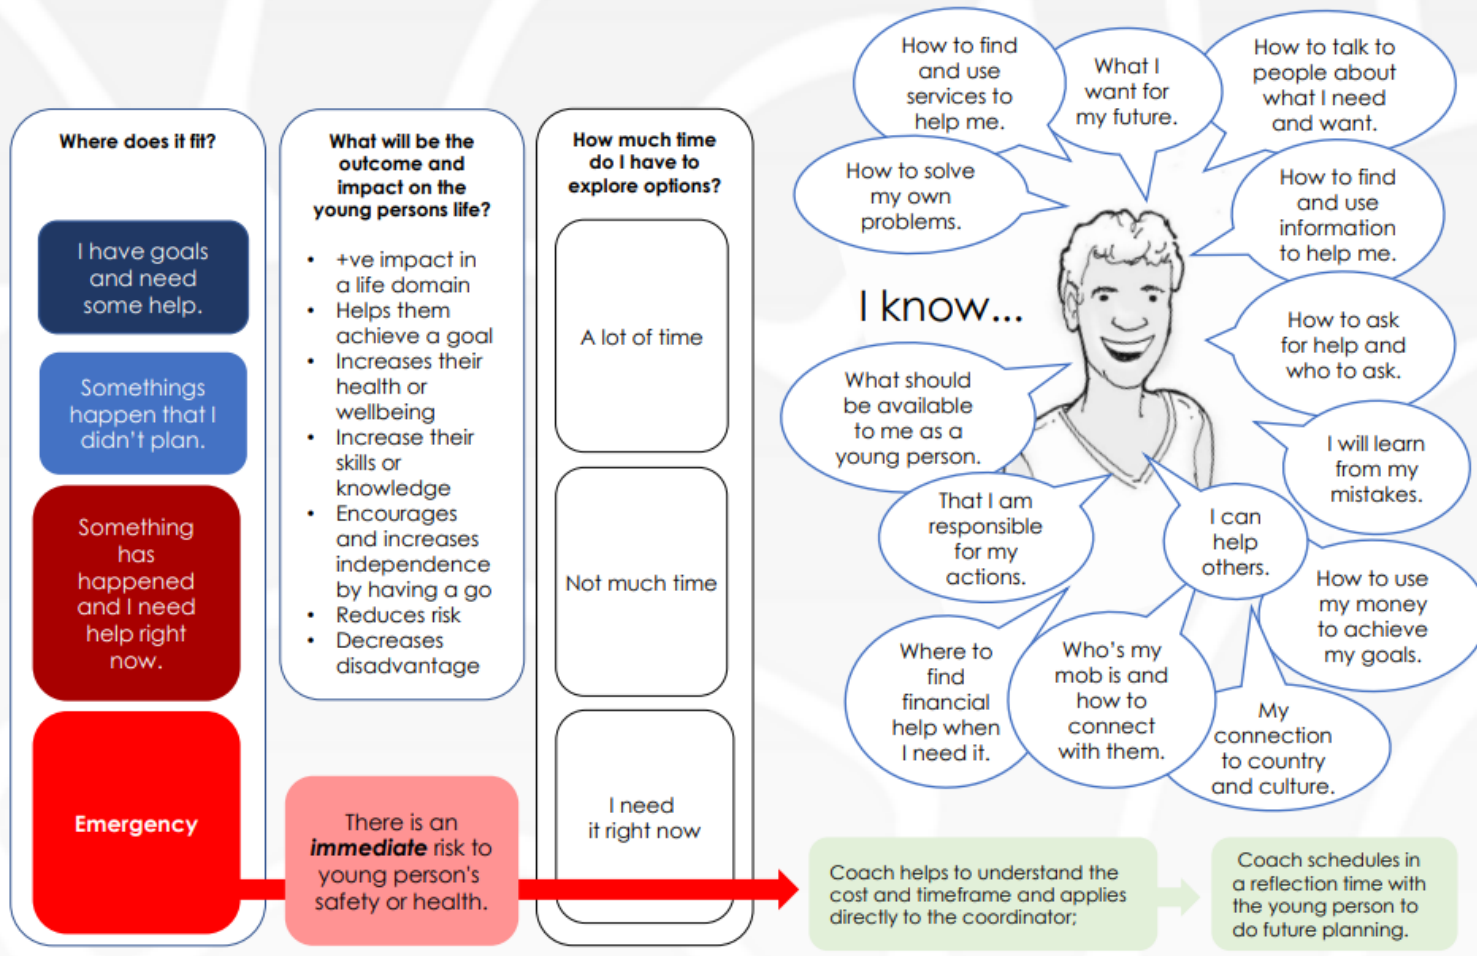 Where does it fit?
I have goals
and need
some help.
Somethings
happen that I
didn't plan.
Something
has
happened
and I need
help right
now.
Emergency
What will be the
outcome and
impact on the
young persons life?
• +ve impact in
a life domain
• Helps them
achieve a goal
• Increases their
health or
wellbeing
• Increase their
skills or
knowledge
• Encourages
and increases
independence
by having a go
• Reduces risk
• Decreases
disadvantage
There is an
immediate risk to
young person's
safety or health.
How much time
do I have to
explore options?
A lot of time
Not much time
I need
it right now
I know...
How to find
and use
services to
help me.
What I
want for
my future.
How to talk to
people about
what I need
and want.
How to solve
my own
problems.
How to find
and use
information
to help me.
How to ask
for help and
who to ask.
What should
be available
to me as a
young person.
I will learn
from my
mistakes.
That I am
responsible
for my
actions.
I can
help
others.
How to use
my money
to achieve
my goals.
Where to
find
financial
help when
I need it.
Who's my
mob is and
how to
connect
with them.
My
connection
to country
and culture.
Coach helps to understand the
cost and timeframe and applies
directly to the coordinator;
Coach schedules in
a reflection time with
the young person to
do future planning.